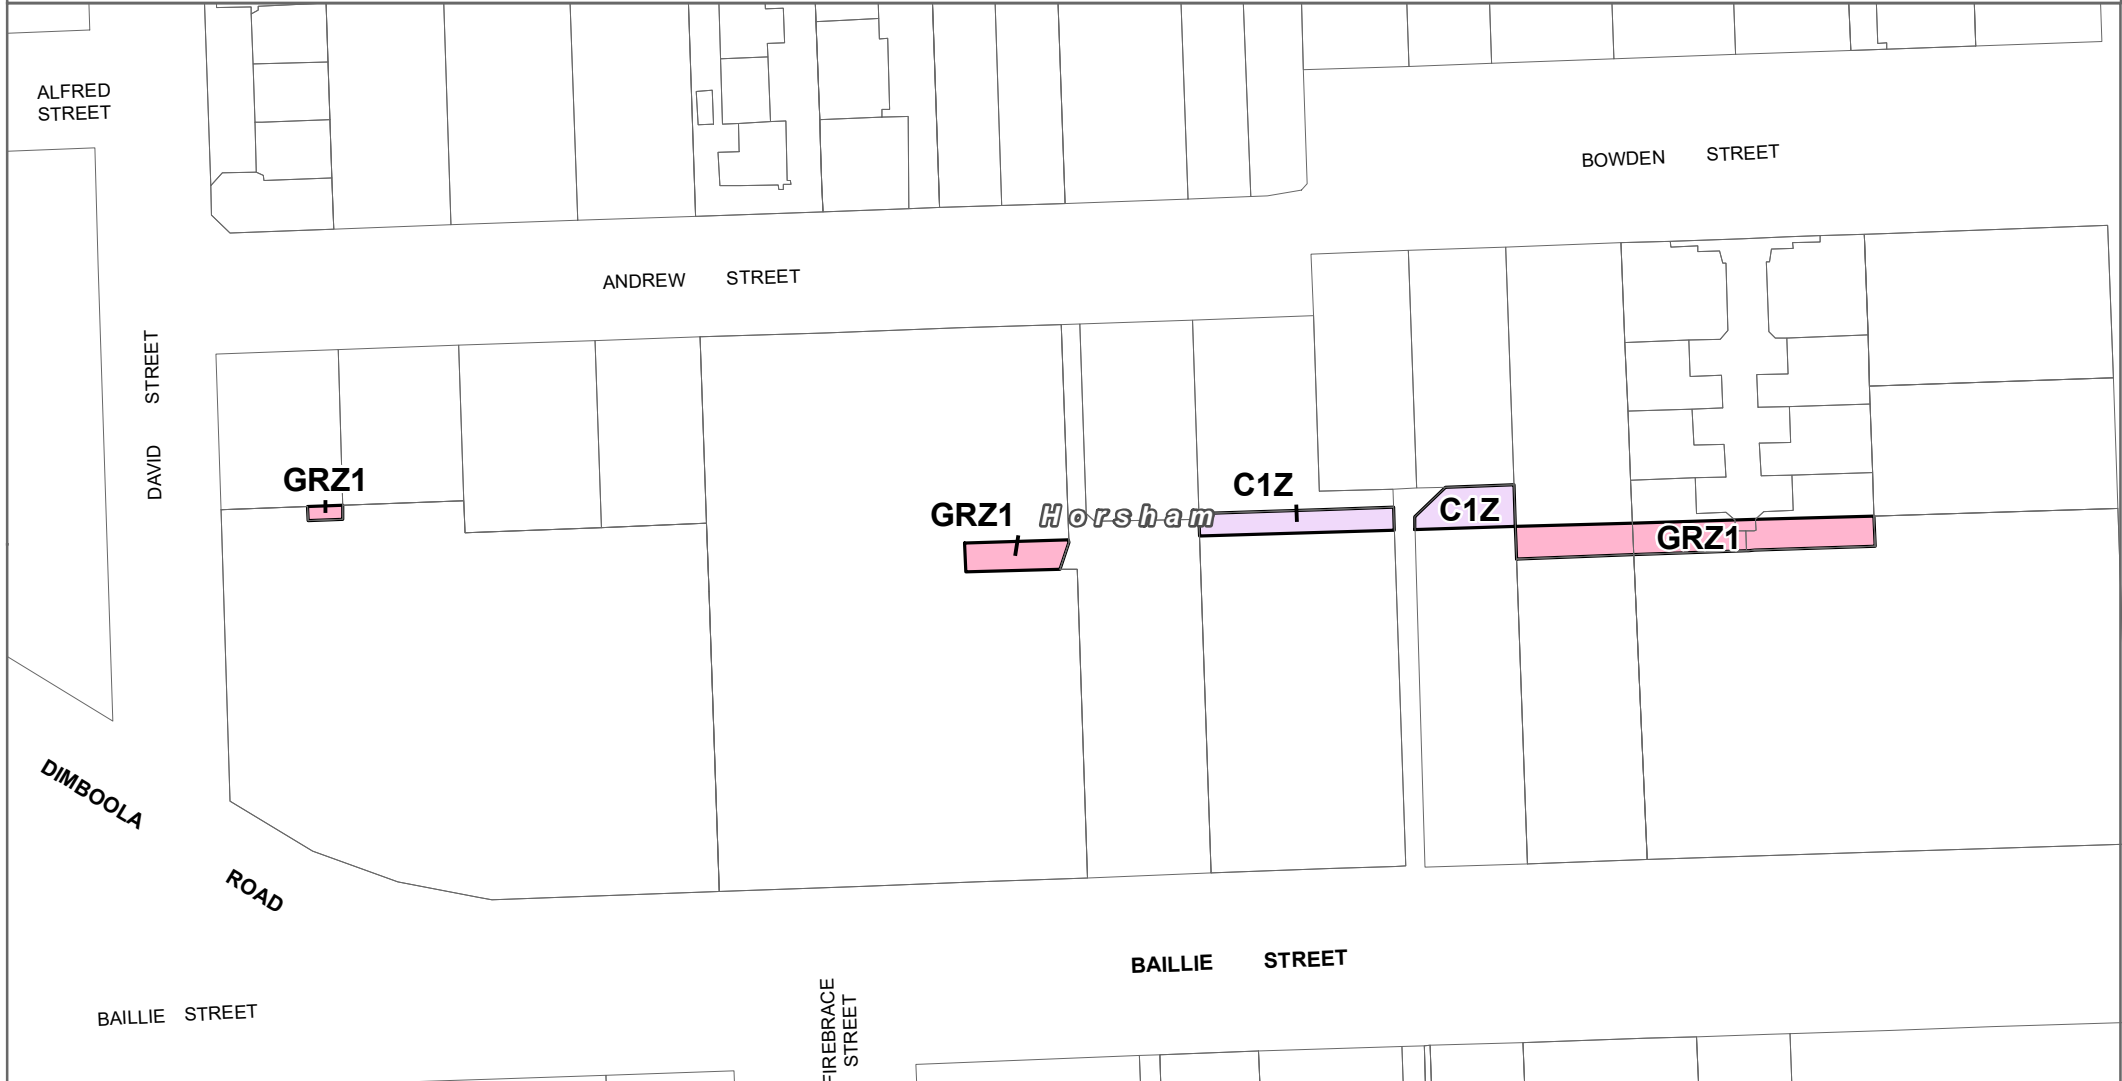 ALFRED
STREET
BOWDEN STREET
ANDREW STREET
DAVID STREET
GRZ1
GRZ1
Horsham
C1Z
C1Z
GRZ1
DIMBOOLA
ROAD
BAILLIE STREET
BAILLIE STREET
FIREBRACE
STREET